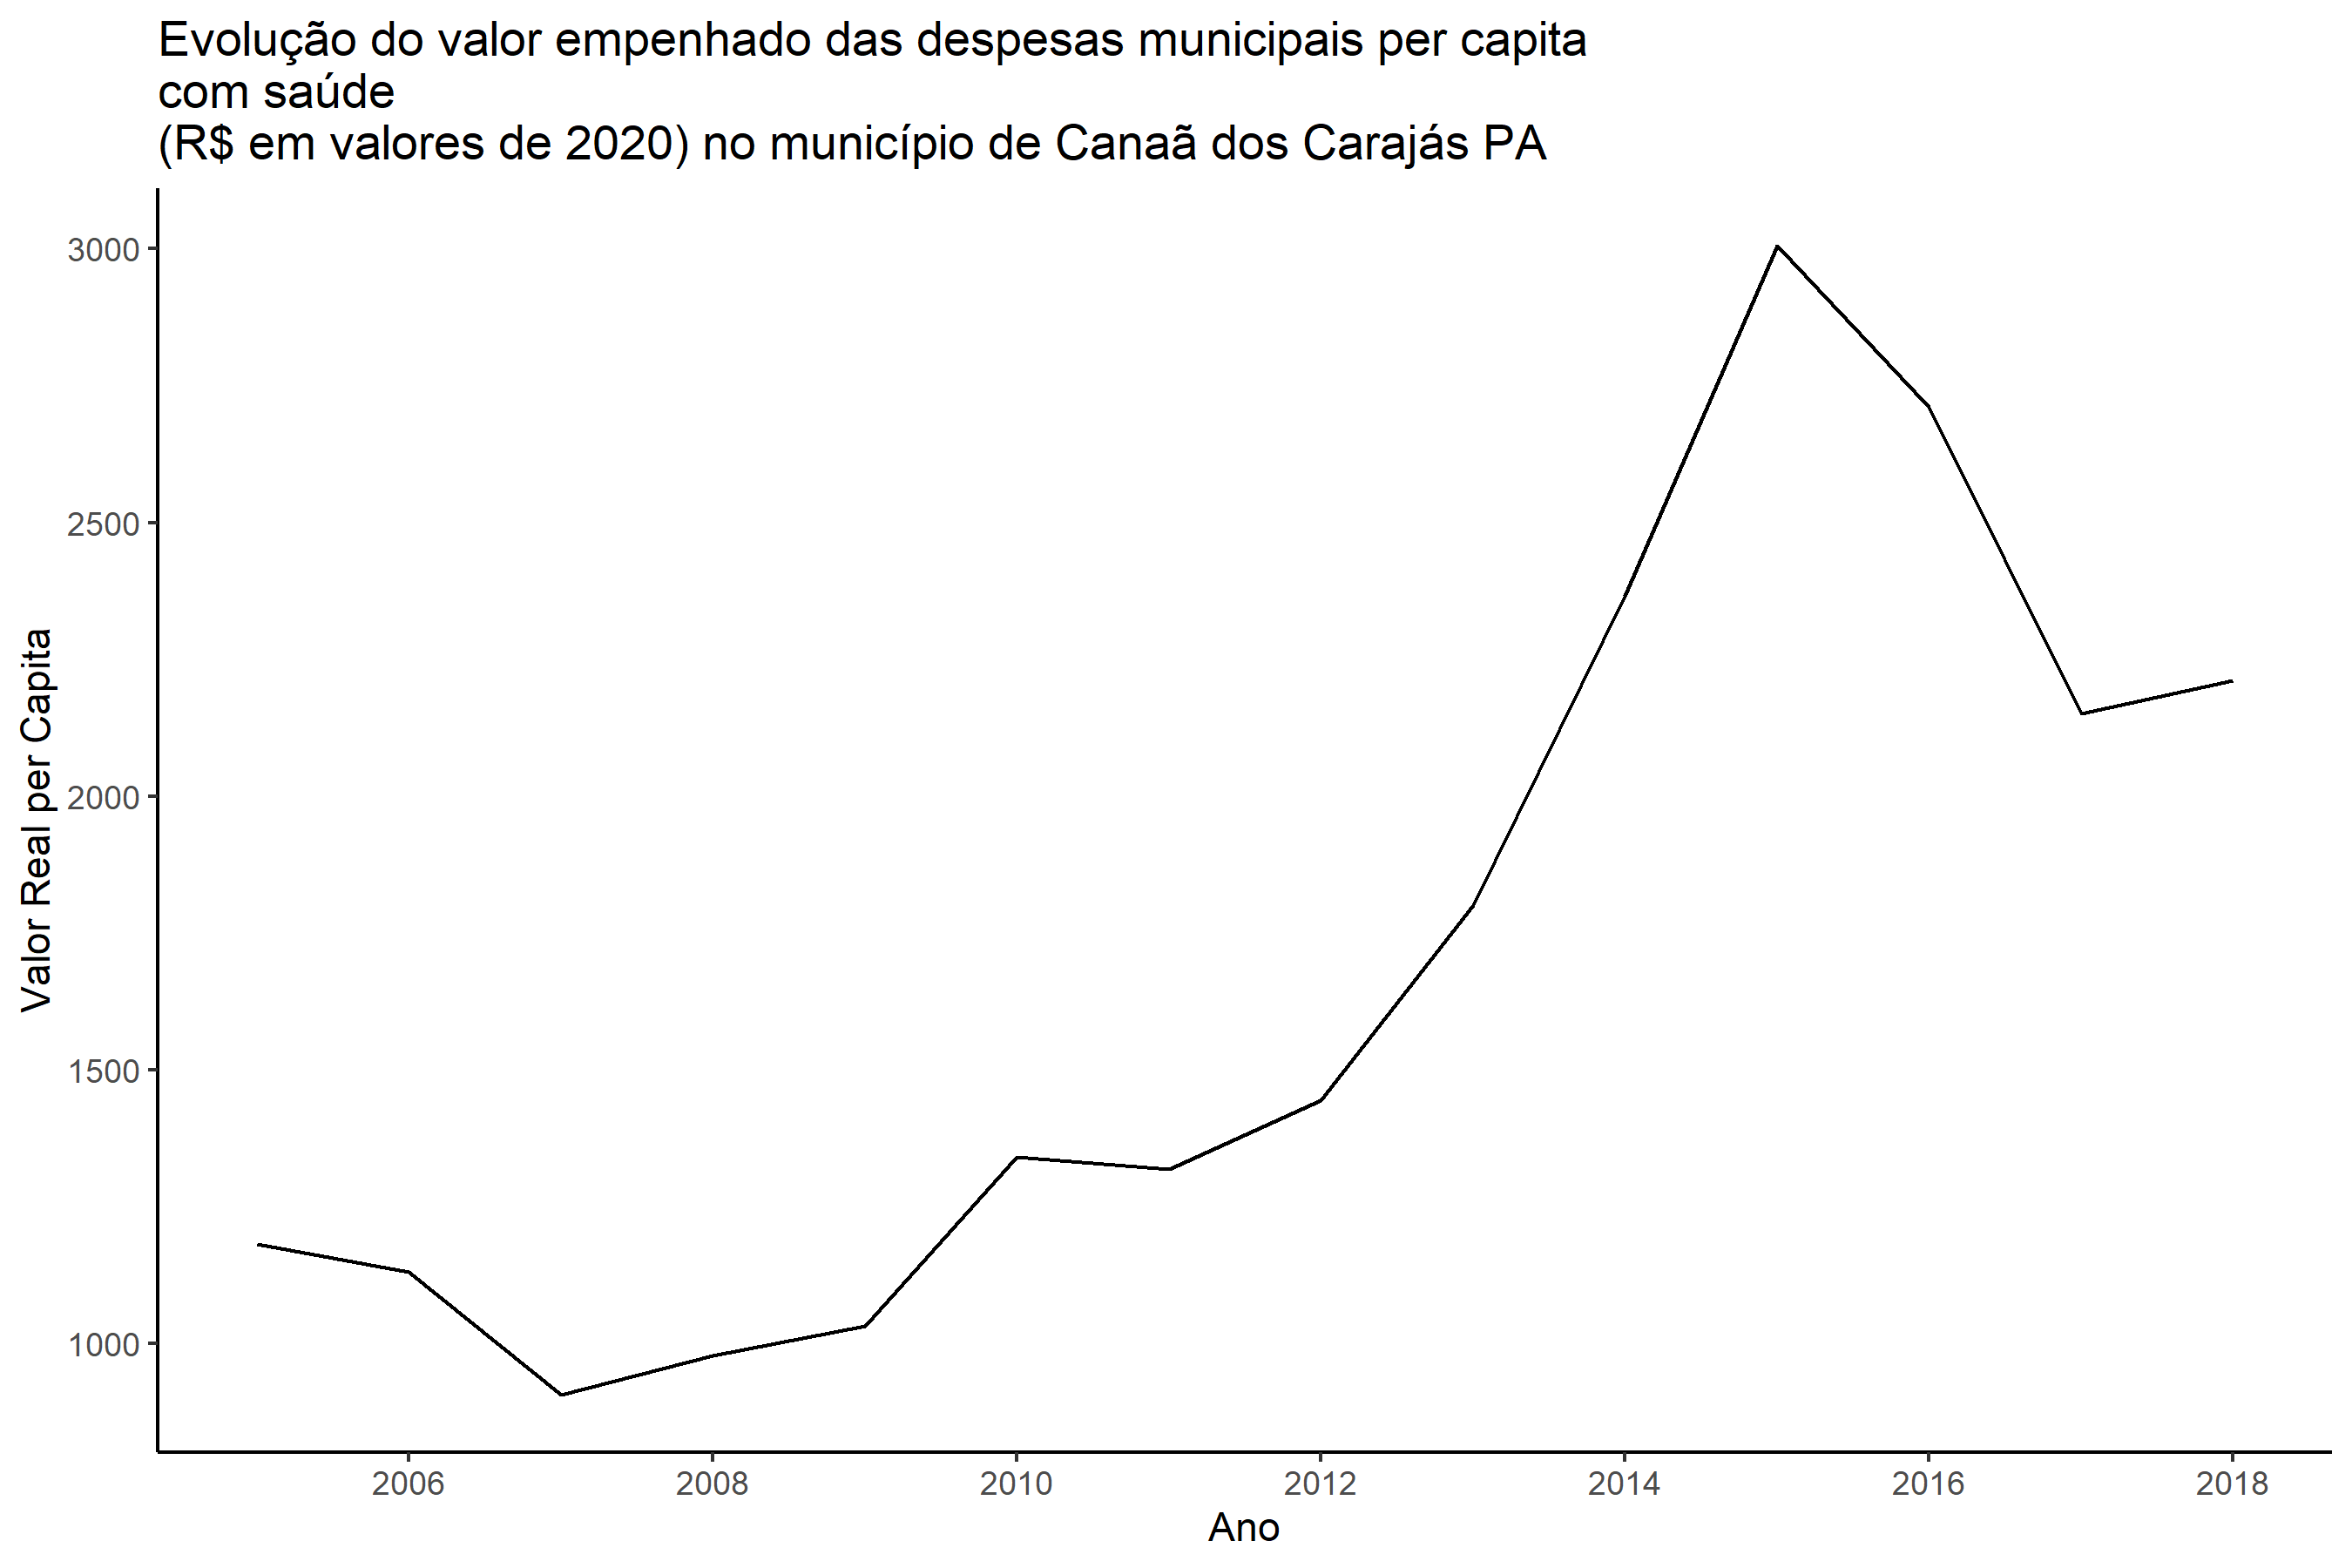 Evolução do valor empenhado das despesas municipais per capita
com saúde
(R$ em valores de 2020) no município de Canaã dos Carajás PA
3000
2500
2000
1500
1000
Valor Real per Capita
2006
2008
2010
2012
2014
2016
2018
Ano